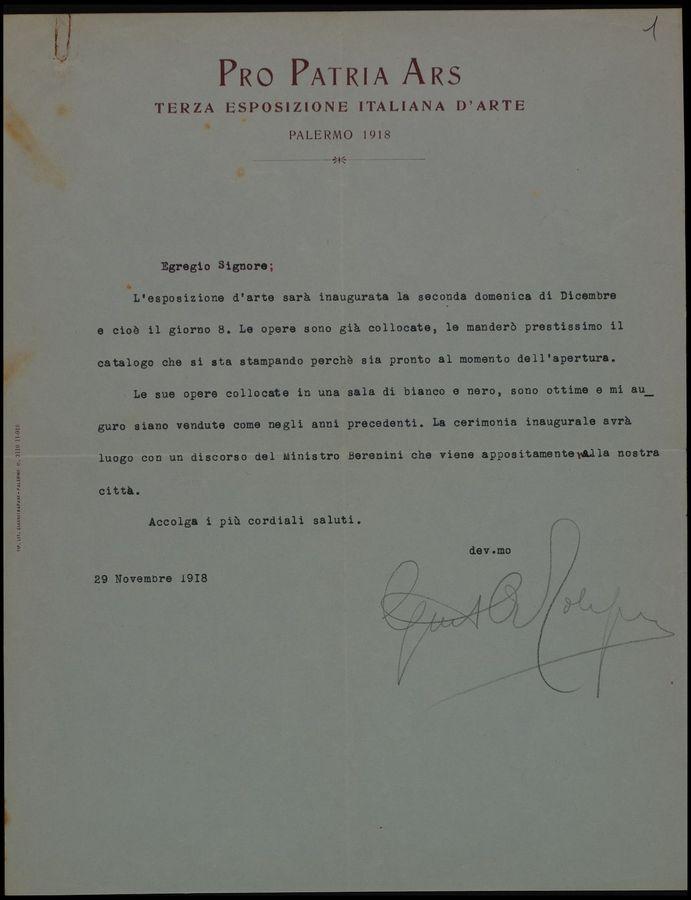 1
PRO PATRIA ARS
TERZA ESPOSIZIONE ITALIANA D'ARTE
PALERMO 1918
Egregio Signore;
L'esposizione d'arte sarà inaugurata la seconda domenica di Dicembre
e cioè il giorno 8. Le opere sono già collocate, le manderò prestissimo il
catalogo che si sta stampando perchè sia pronto al momento dell'apertura.
Le sue opere collocate in una sala di bianco e nero, sono ottime e mi au_
guro siano vendute come negli anni precedenti. La cerimonia inaugurale avrà
luogo con un discorso del Ministro Berenini che viene appositamente alla nostra
città.
Accolga i più cordiali saluti.
dev.mo
29 Novembre 1918